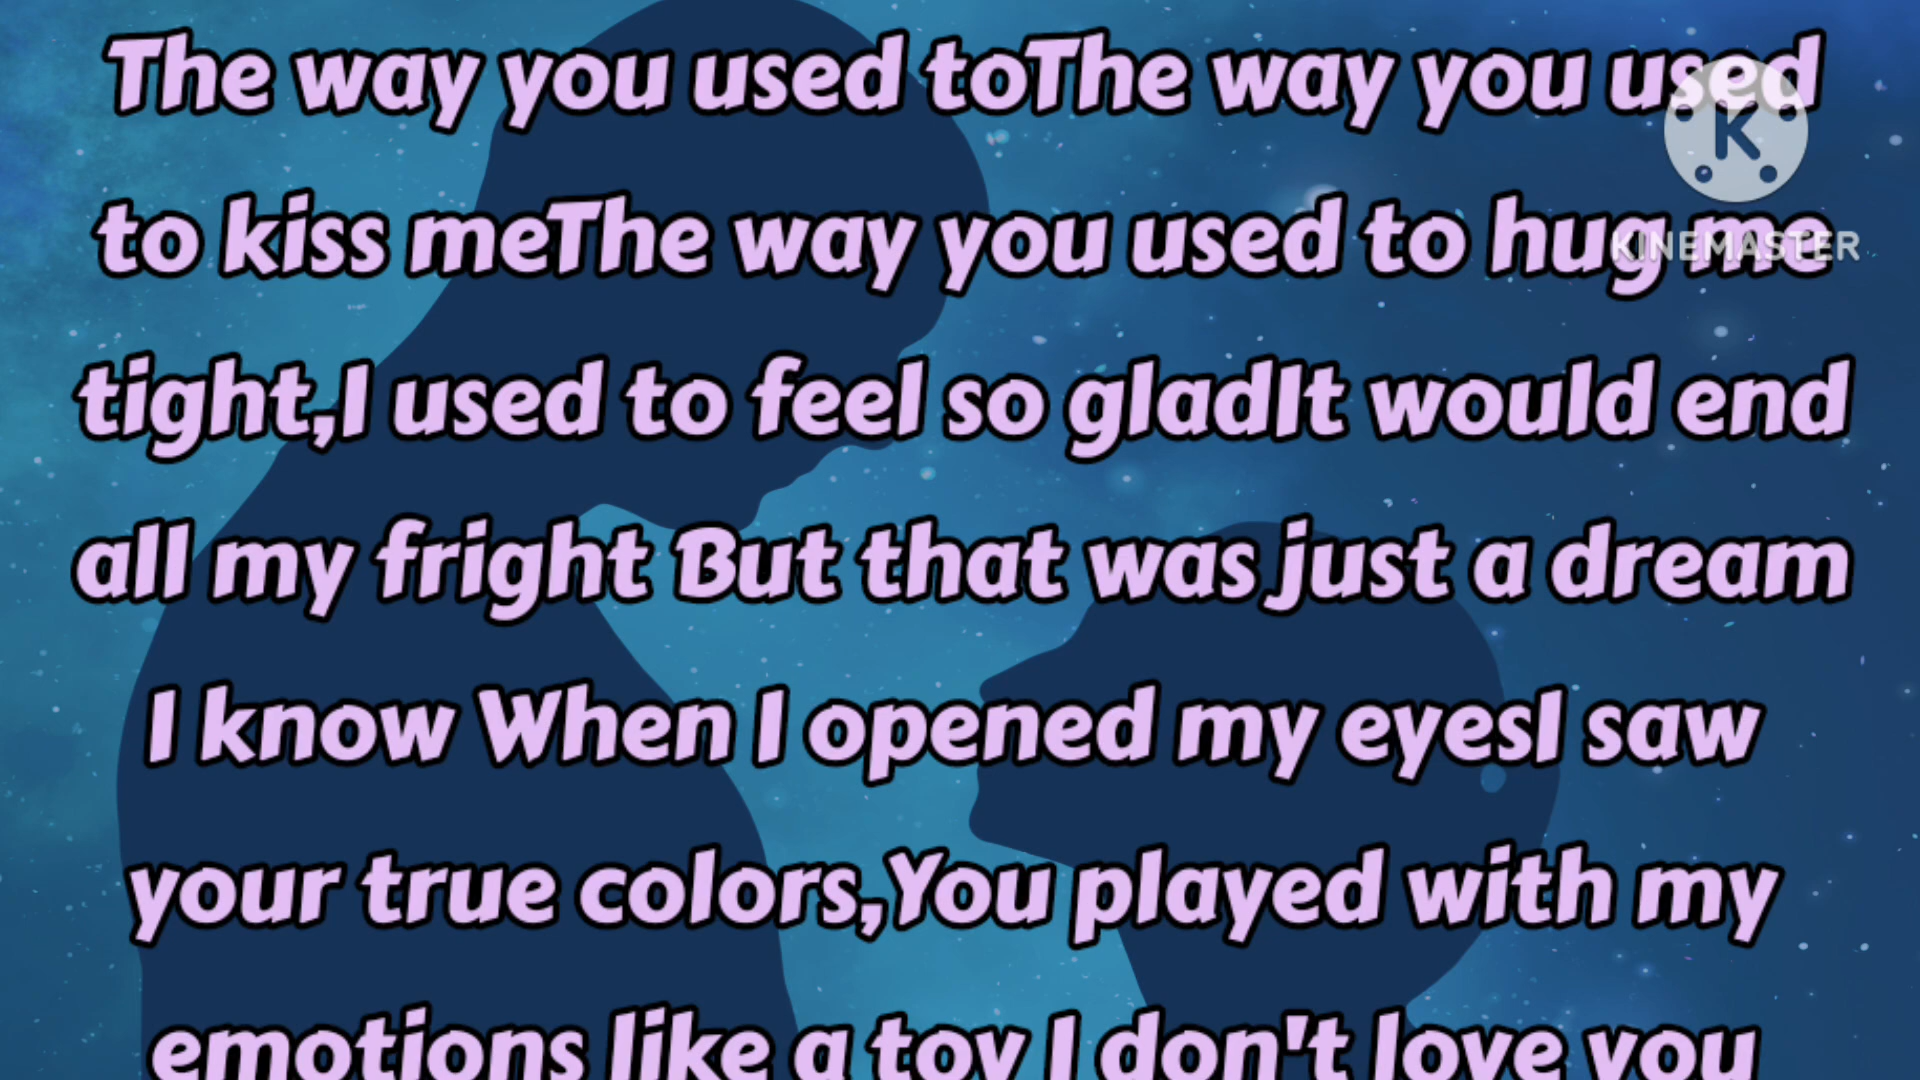 The way you used toThe way you used
to kiss meThe way you used to hug me
KINEMASTER
tight,I used to feel so gladIt would end
all my fright But that was just a dream
I know When I opened my eyesI saw
your true colors,You played with my
emotions like a toy I don't love you